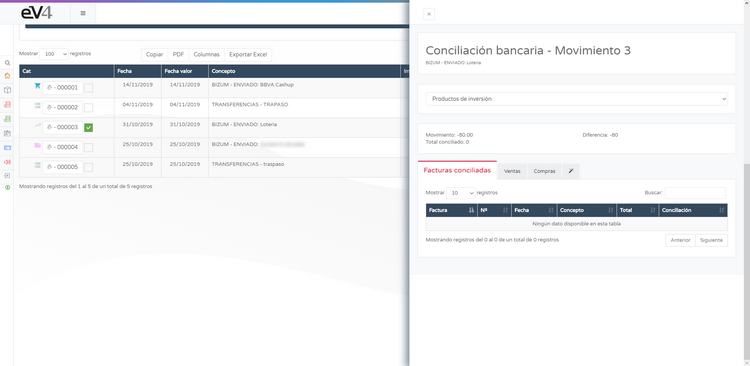 eV4
Mostrar 100 registros
Copiar PDF Columnas Exportar Excel
Cat Fecha Fecha valor Concepto
- 000001 14/11/2019 14/11/2019 BIZUM - ENVIADO: BBVA Cashup
- 000002 04/11/2019 04/11/2019 TRANSFERENCIAS - TRAPASO
- 000003 31/10/2019 31/10/2019 BIZUM - ENVIADO: Loteria
- 000004 25/10/2019 25/10/2019 BIZUM - ENVIADO:
- 000005 25/10/2019 25/10/2019 TRANSFERENCIAS - traspaso
Mostrando registros del 1 al 5 de un total de 5 registros
×
Conciliación bancaria - Movimiento 3
BIZUM - ENVIADO: Loteria
Productos de inversión
Movimiento: -80.00 Diferencia: -80
Total conciliado: 0
Facturas conciliadas Ventas Compras
Mostrar 10 registros Buscar:
Factura Nº Fecha Concepto Total Conciliación
Ningún dato disponible en esta tabla
Mostrando registros del 0 al 0 de un total de 0 registros
Anterior Siguiente